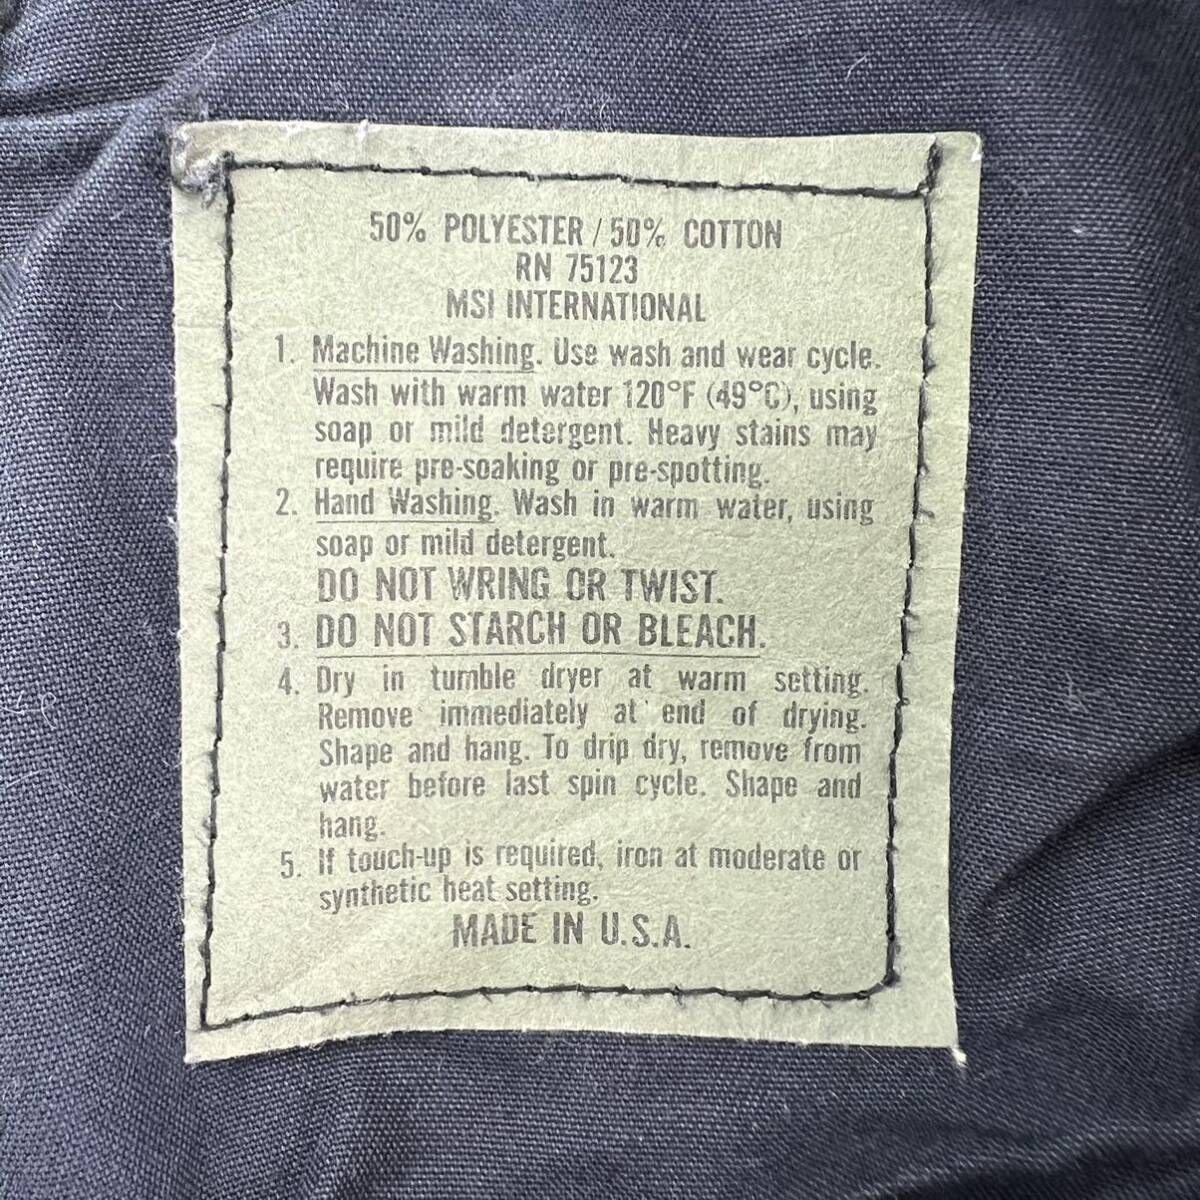 50% POLYESTER / 50% COTTON
RN 75123
MSI INTERNATIONAL
1. Machine Washing. Use wash and wear cycle.
Wash with warm water 120°F (49°C), using
soap or mild detergent. Heavy stains may
require pre-soaking or pre-spotting.
2. Hand Washing. Wash in warm water, using
soap or mild detergent.
DO NOT WRING OR TWIST.
3. DO NOT STARCH OR BLEACH.
4. Dry in tumble dryer at warm setting.
Remove immediately at end of drying.
Shape and hang. To drip dry, remove from
water before last spin cycle. Shape and
hang.
5. If touch-up is required, iron at moderate or
synthetic heat setting.
MADE IN U.S.A.